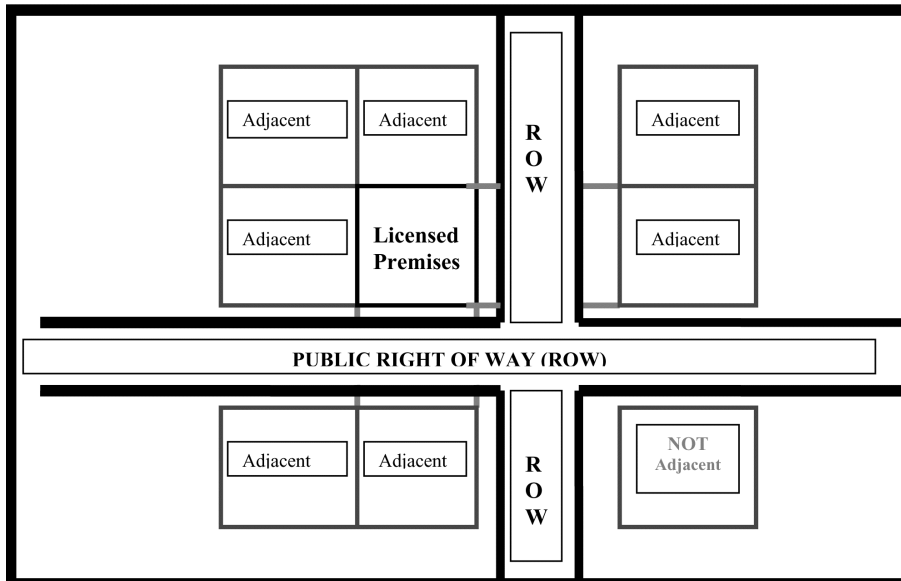 Adjacent
Adjacent
R
O
W
Adjacent
Adjacent
Licensed
Premises
Adjacent
PUBLIC RIGHT OF WAY (ROW)
Adjacent
Adjacent
R
O
W
NOT
Adjacent